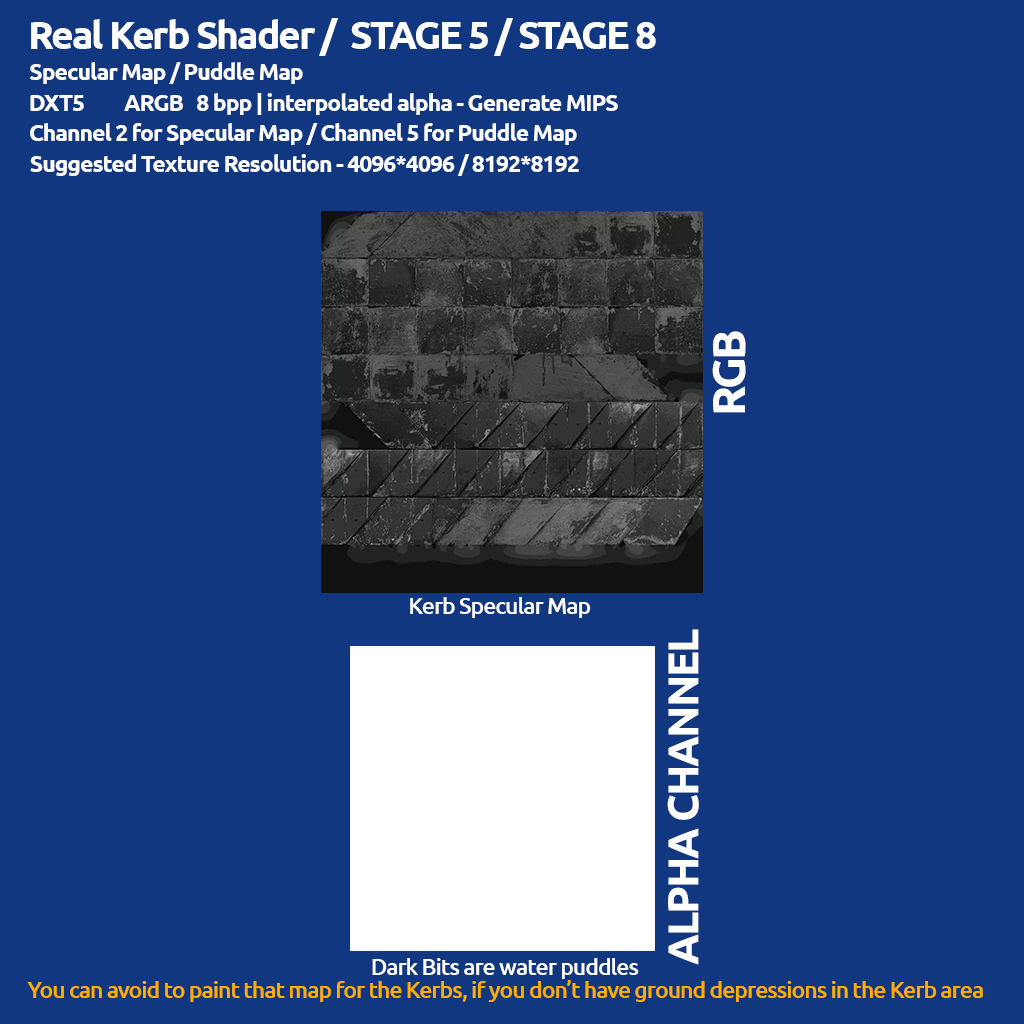 Real Kerb Shader / STAGE 5 / STAGE 8
Specular Map / Puddle Map
DXT5 ARGB 8 bpp | interpolated alpha - Generate MIPS
Channel 2 for Specular Map / Channel 5 for Puddle Map
Suggested Texture Resolution - 4096*4096 / 8192*8192
RGB
Kerb Specular Map
ALPHA CHANNEL
Dark Bits are water puddles
You can avoid to paint that map for the Kerbs, if you don’t have ground depressions in the Kerb area